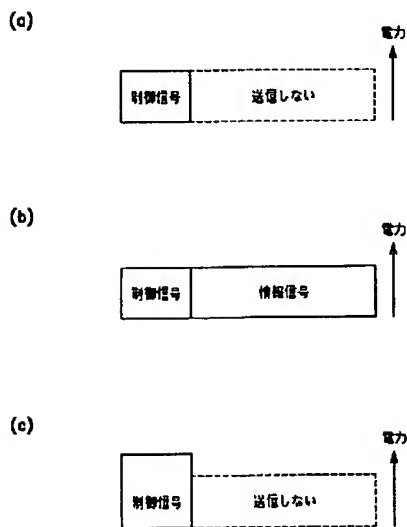 (a)
電力
制御信号 送信しない
(b)
電力
制御信号 情報信号
(c)
電力
制御信号 送信しない